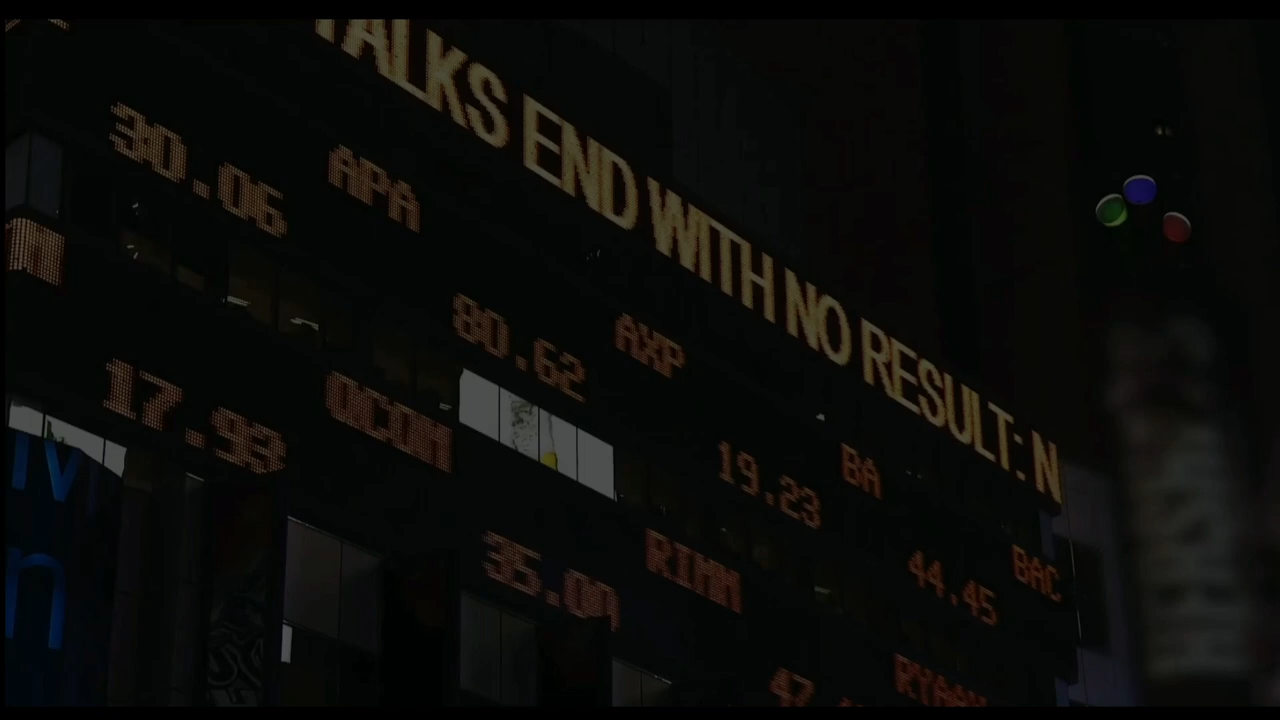 TALKS END WITH NO RESULT: N
30.06 APA
80.62 AXP
19.23 BA
44.45 BAC
17.93 QCOM
35.00 RIMM
47